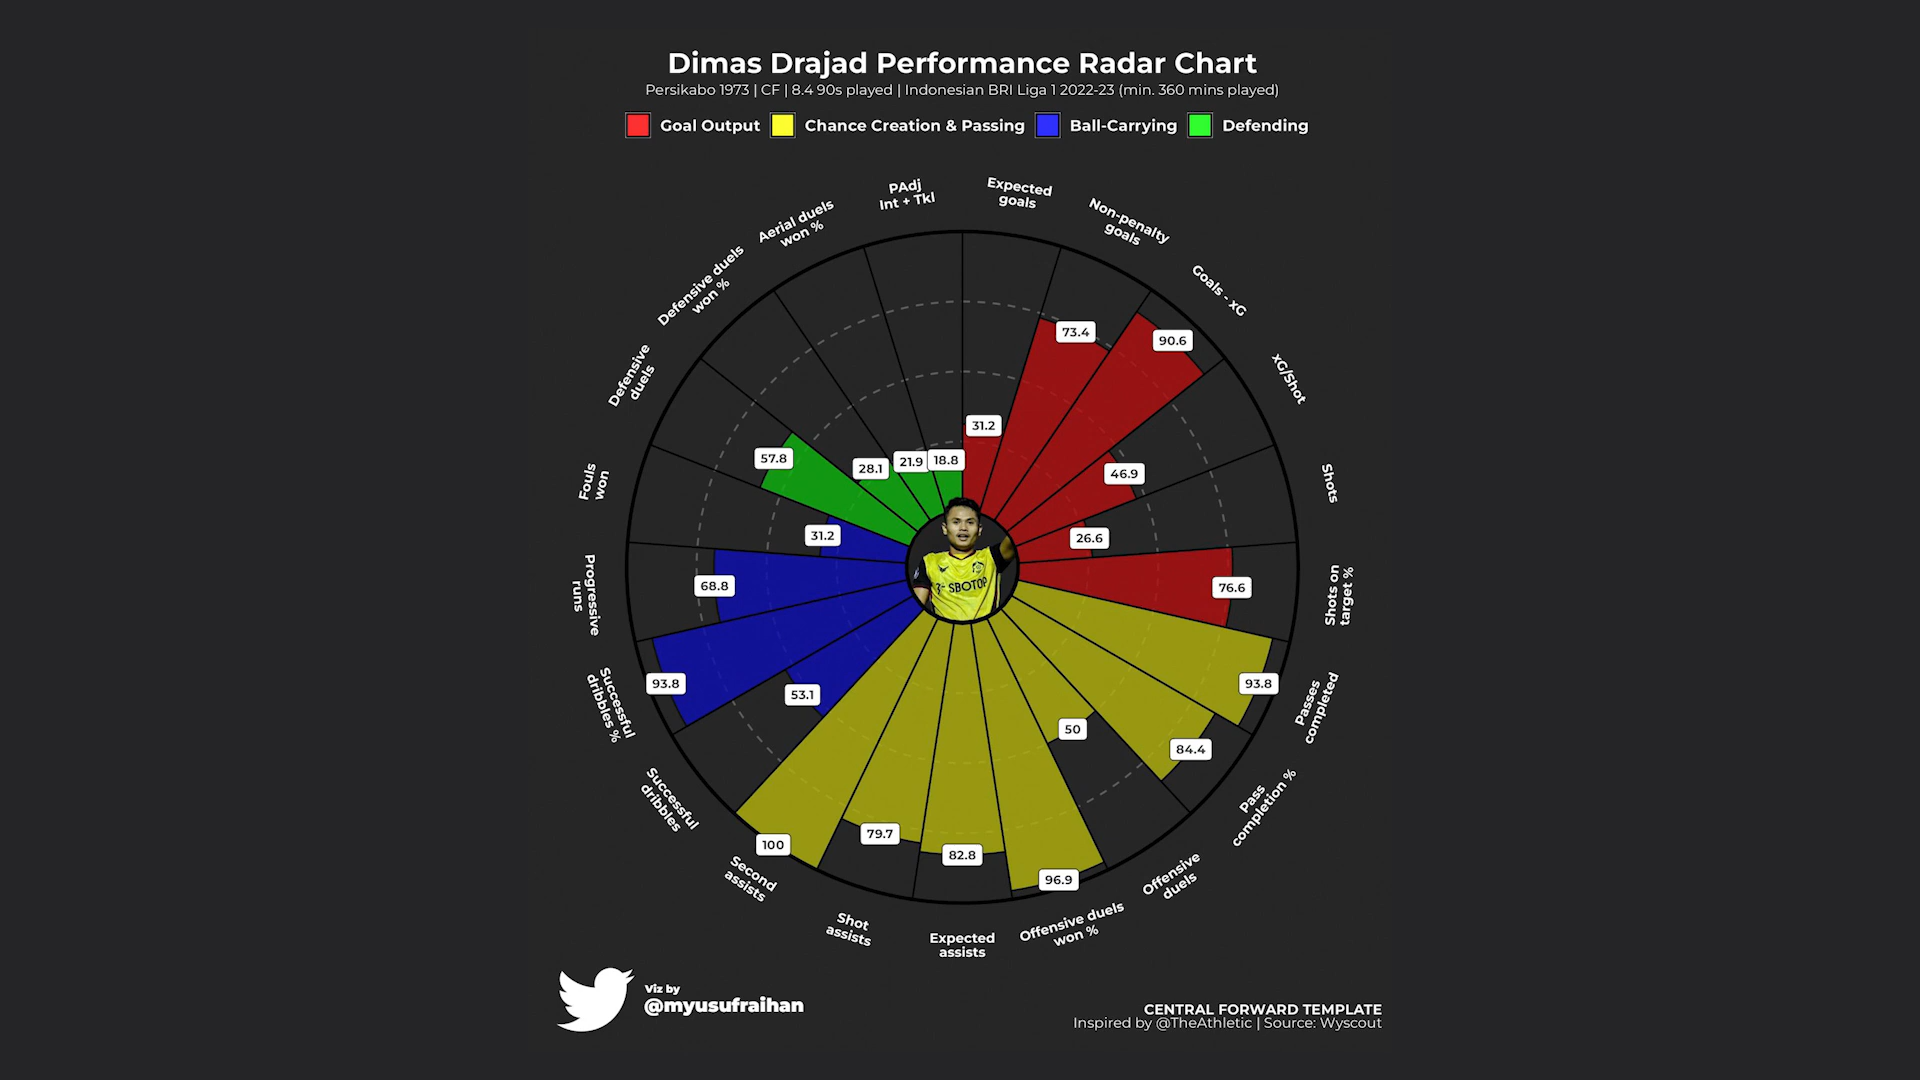 Dimas Drajad Performance Radar Chart
Persikabo 1973 | CF | 8.4 90s played | Indonesian BRI Liga 1 2022-23 (min. 360 mins played)
Goal Output
Chance Creation & Passing
Ball-Carrying
Defending
Expected
goals
Non-penalty
goals
Goals - xG
xG/Shot
Shots
Shots on
target %
Passes
completed
Pass
completion %
Offensive
duels
Offensive duels
won %
Expected
assists
Shot
assists
Second
assists
Successful
dribbles
Successful
dribbles %
Progressive
runs
Fouls
won
Defensive
duels
Defensive duels
won %
Aerial duels
won %
PAdj
Int + Tkl
31.2
73.4
90.6
46.9
26.6
76.6
93.8
84.4
50
96.9
82.8
79.7
100
53.1
93.8
68.8
31.2
57.8
28.1
21.9
18.8
SBOTOP
Viz by
@myusufraihan
CENTRAL FORWARD TEMPLATE
Inspired by @TheAthletic | Source: Wyscout